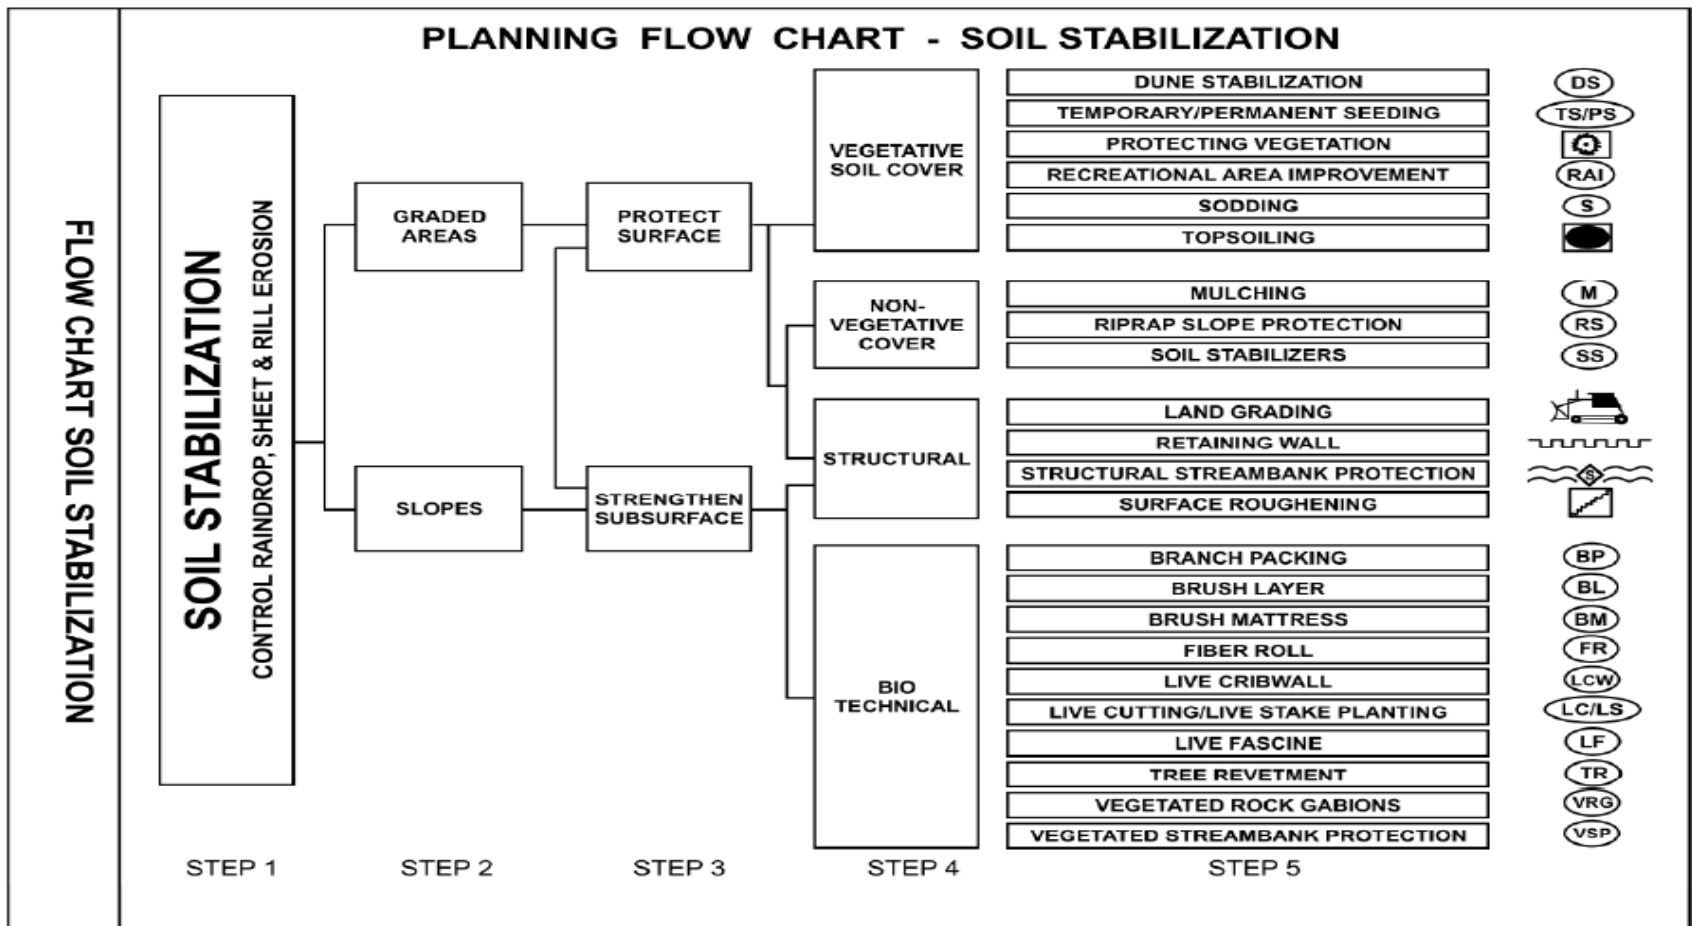 PLANNING FLOW CHART - SOIL STABILIZATION
FLOW CHART SOIL STABILIZATION
SOIL STABILIZATION
CONTROL RAINDROP, SHEET & RILL EROSION
GRADED
AREAS
SLOPES
PROTECT
SURFACE
STRENGTHEN
SUBSURFACE
VEGETATIVE
SOIL COVER
DUNE STABILIZATION DS
TEMPORARY/PERMANENT SEEDING TS/PS
PROTECTING VEGETATION
RECREATIONAL AREA IMPROVEMENT RAI
SODDING S
TOPSOILING
NON-
VEGETATIVE
COVER
MULCHING M
RIPRAP SLOPE PROTECTION RS
SOIL STABILIZERS SS
STRUCTURAL
LAND GRADING
RETAINING WALL
STRUCTURAL STREAMBANK PROTECTION S
SURFACE ROUGHENING
BIO
TECHNICAL
BRANCH PACKING BP
BRUSH LAYER BL
BRUSH MATTRESS BM
FIBER ROLL FR
LIVE CRIBWALL LCW
LIVE CUTTING/LIVE STAKE PLANTING LC/LS
LIVE FASCINE LF
TREE REVETMENT TR
VEGETATED ROCK GABIONS VRG
VEGETATED STREAMBANK PROTECTION VSP
STEP 1 STEP 2 STEP 3 STEP 4 STEP 5